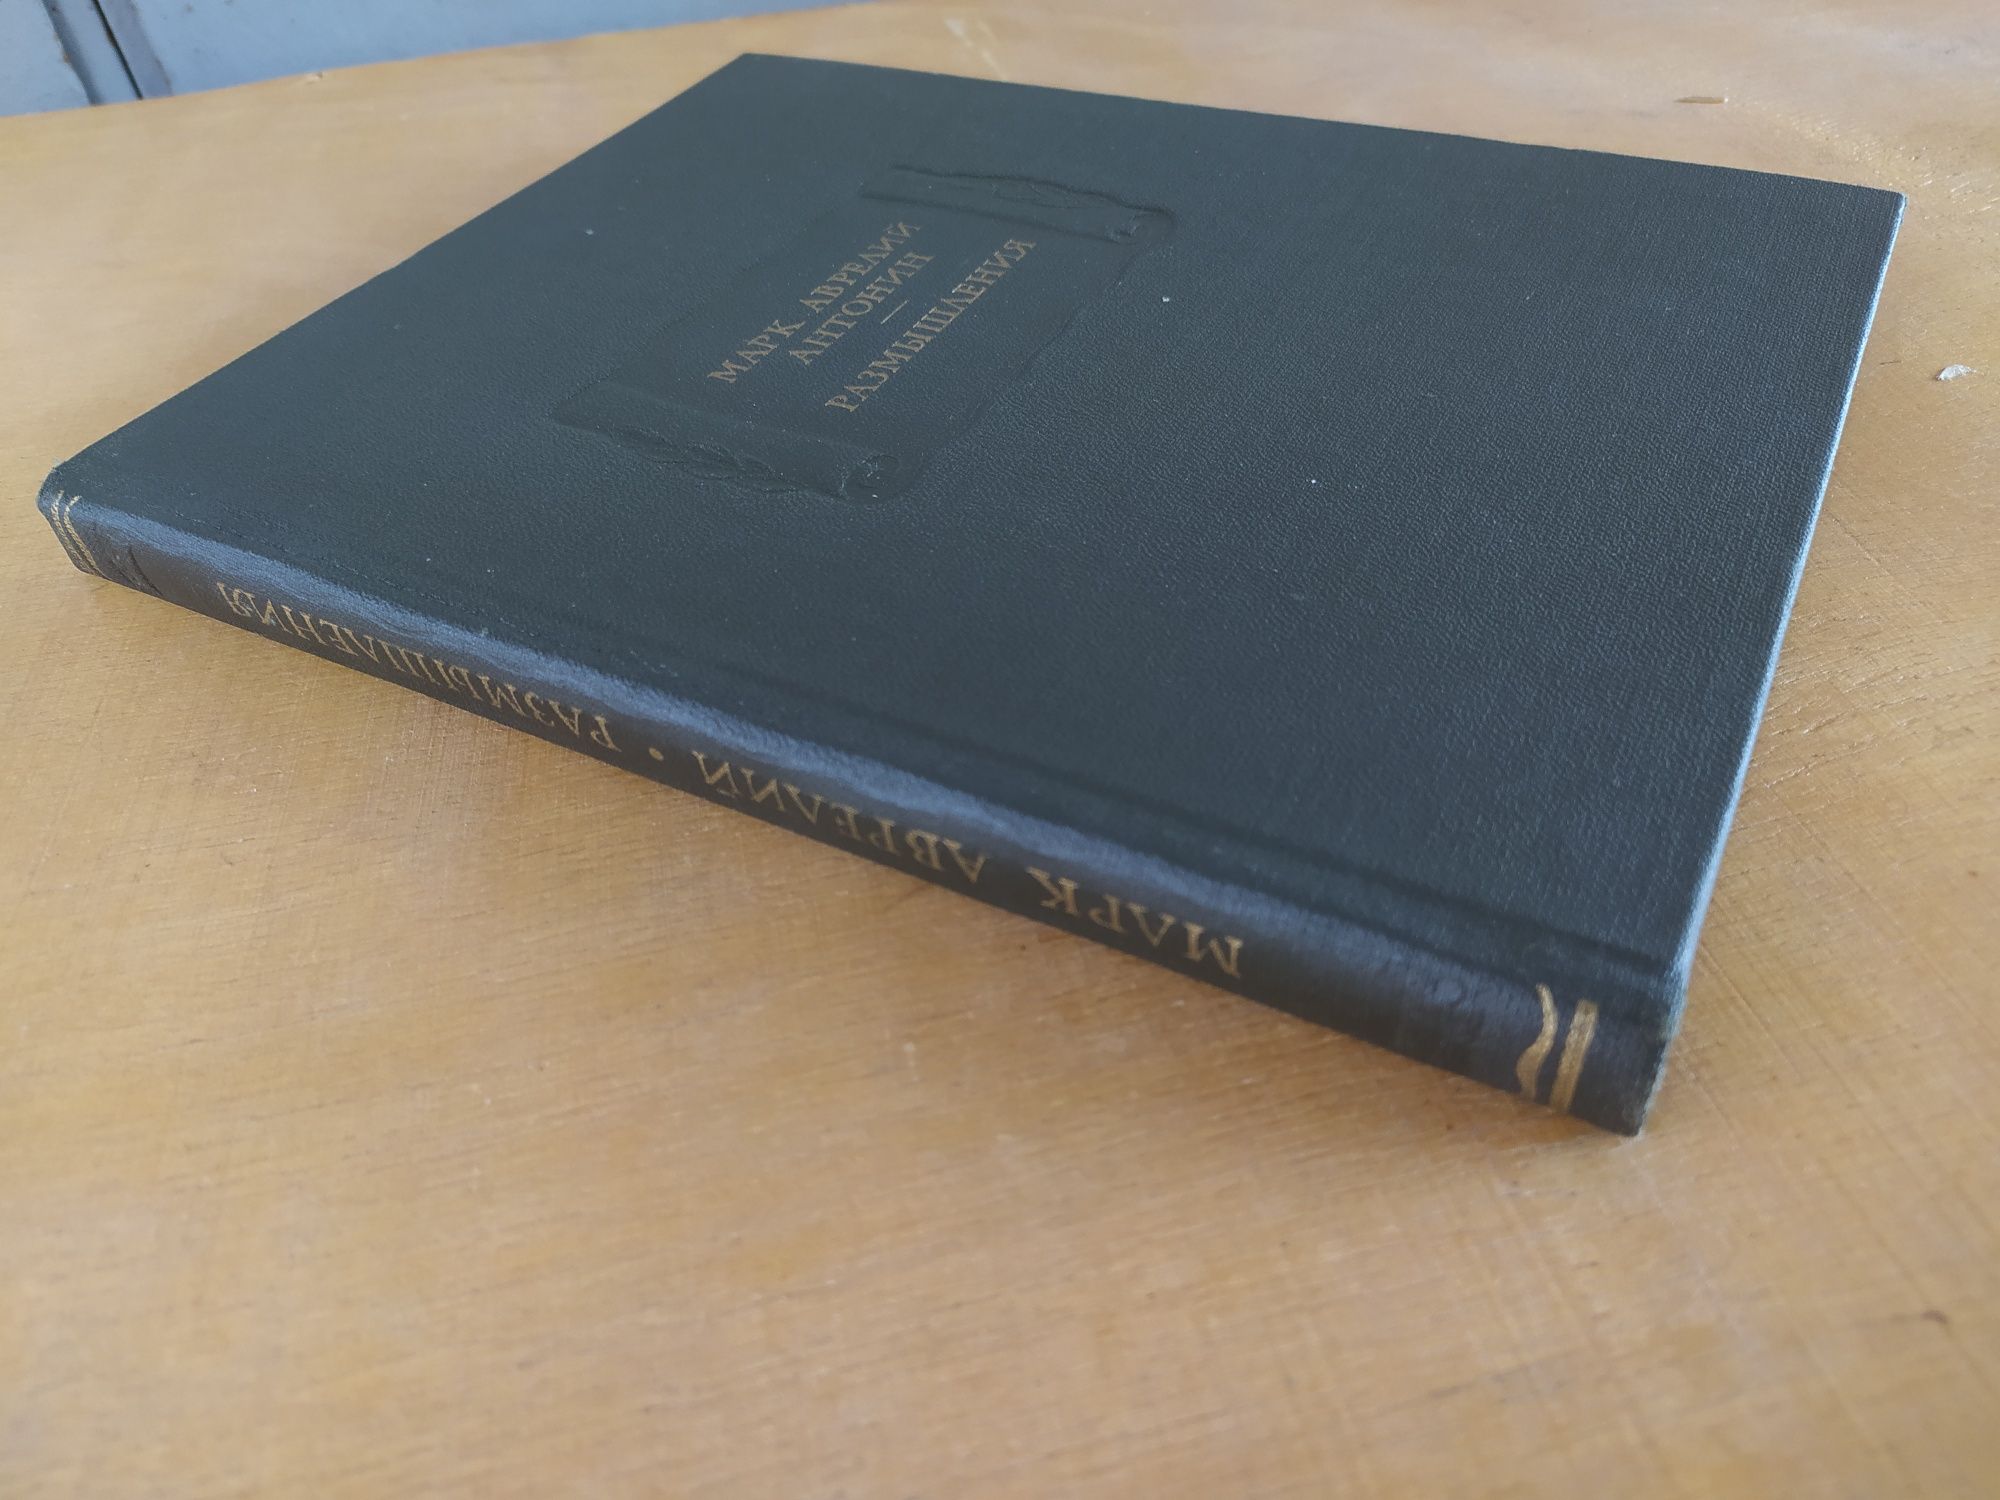 МАРК АВРЕЛИЙ
АНТОНИН
РАЗМЫШЛЕНИЯ
МАРК АВРЕЛИЙ • РАЗМЫШЛЕНИЯ